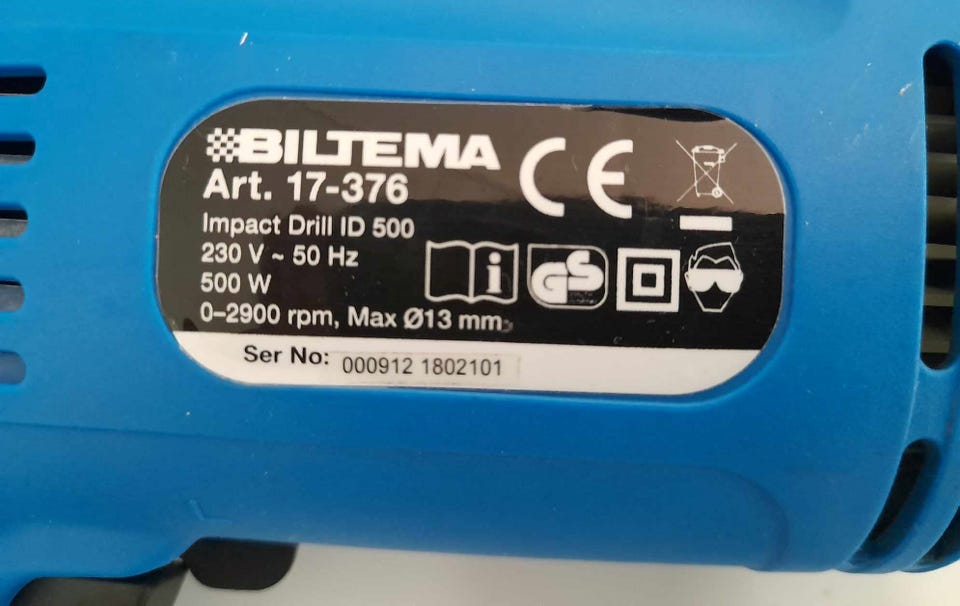 BILTEMA
Art. 17-376
Impact Drill ID 500
230 V ~ 50 Hz
500 W
0–2900 rpm, Max Ø13 mm
Ser No: 000912 1802101
CE
i
GS